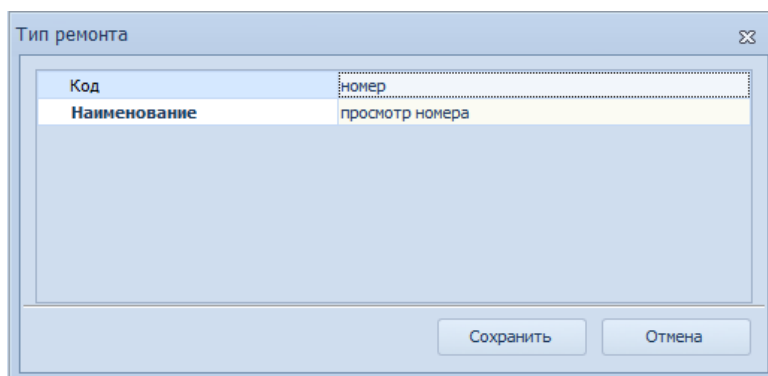 Тип ремонта
Код номер
Наименование просмотр номера
Сохранить Отмена